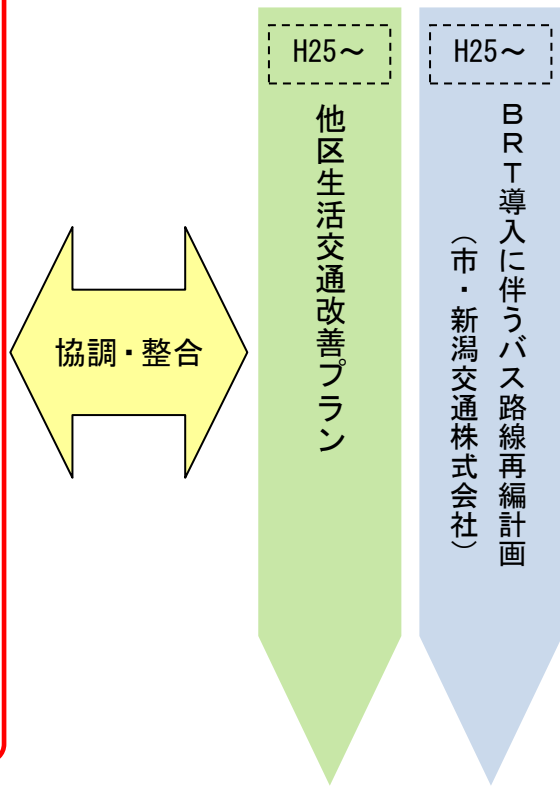 H25～
他区生活交通改善プラン
H25～
ＢＲＴ導入に伴うバス路線再編計画
（市・新潟交通株式会社）
協調・整合